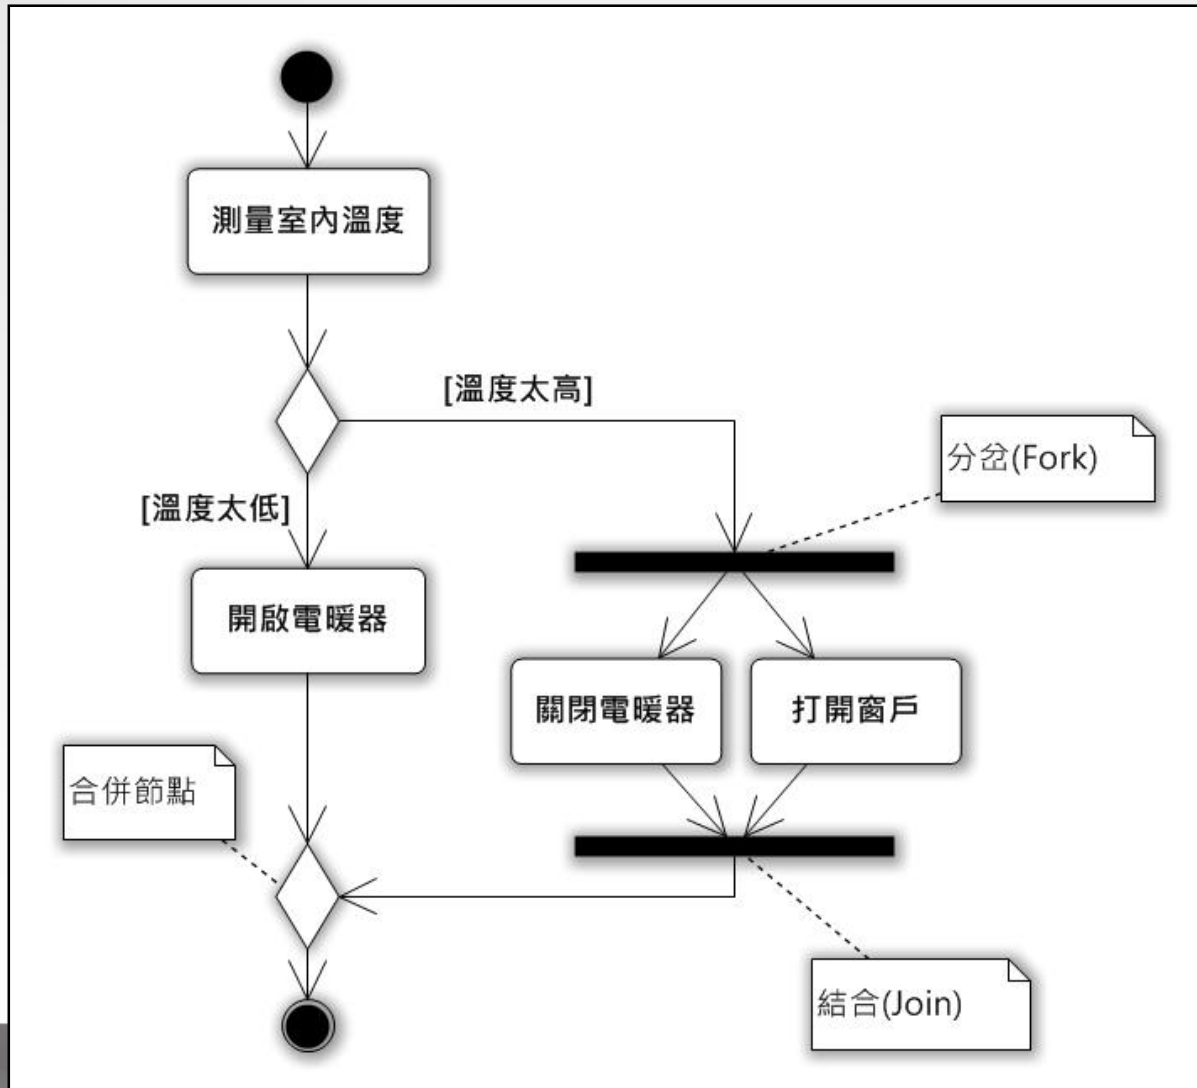 測量室內溫度
[溫度太高]
分岔(Fork)
[溫度太低]
開啟電暖器
關閉電暖器
打開窗戶
合併節點
結合(Join)